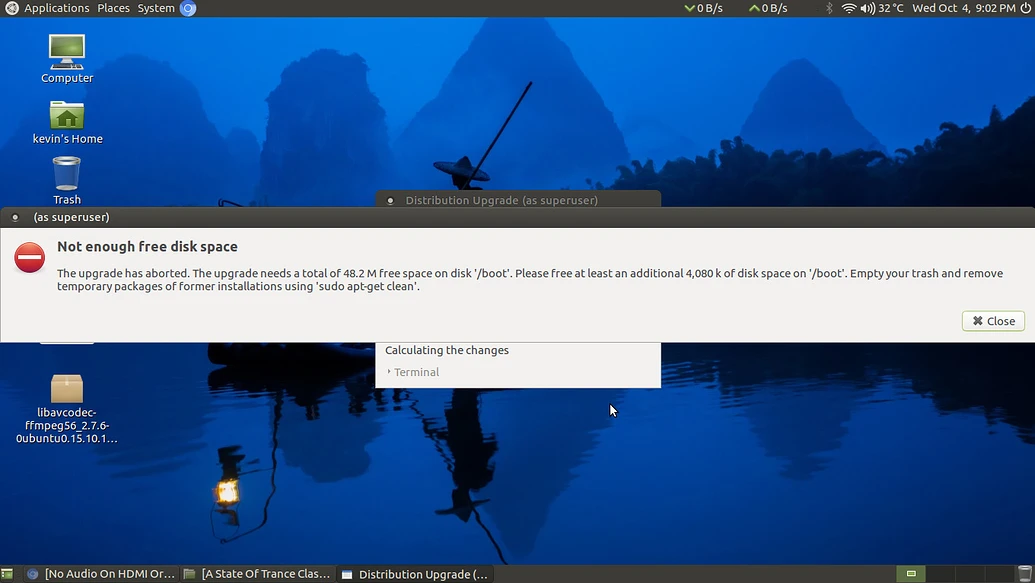 Applications Places System
0 B/s 0 B/s 32 °C Wed Oct 4, 9:02 PM
Computer
kevin's Home
Trash
Distribution Upgrade (as superuser)
(as superuser)
Not enough free disk space
The upgrade has aborted. The upgrade needs a total of 48.2 M free space on disk '/boot'. Please free at least an additional 4,080 k of disk space on '/boot'. Empty your trash and remove
temporary packages of former installations using 'sudo apt-get clean'.
Close
Calculating the changes
Terminal
libavcodec-
ffmpeg56_2.7.6-
0ubuntu0.15.10.1...
[No Audio On HDMI Or... [A State Of Trance Clas... Distribution Upgrade (...